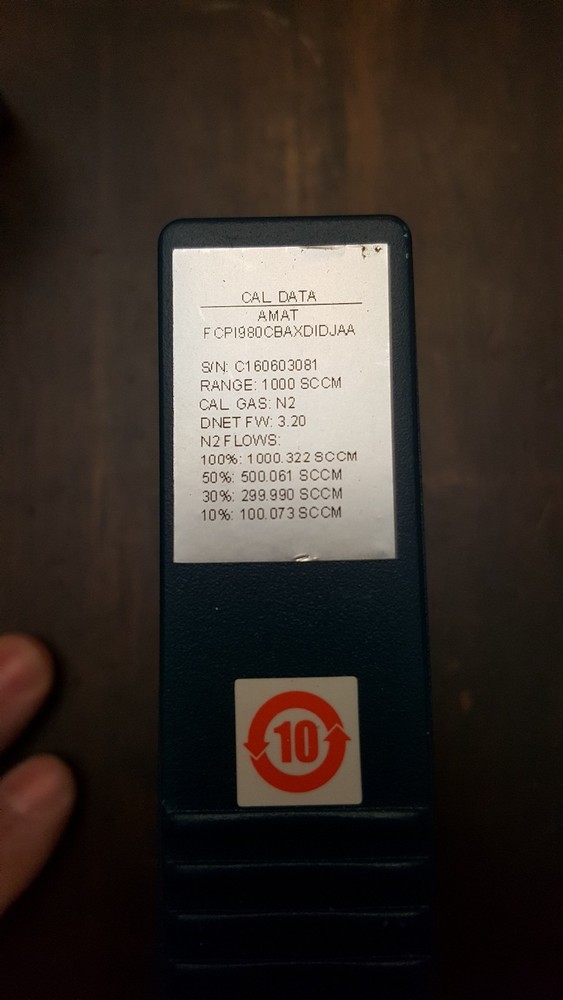 CAL DATA
AMAT
FCPI980CBAXDIDJAA
S/N: C160603081
RANGE: 1000 SCCM
CAL. GAS: N2
DNET FW: 3.20
N2 FLOWS:
100%: 1000.322 SCCM
50%: 500.061 SCCM
30%: 299.990 SCCM
10%: 100.073 SCCM
10